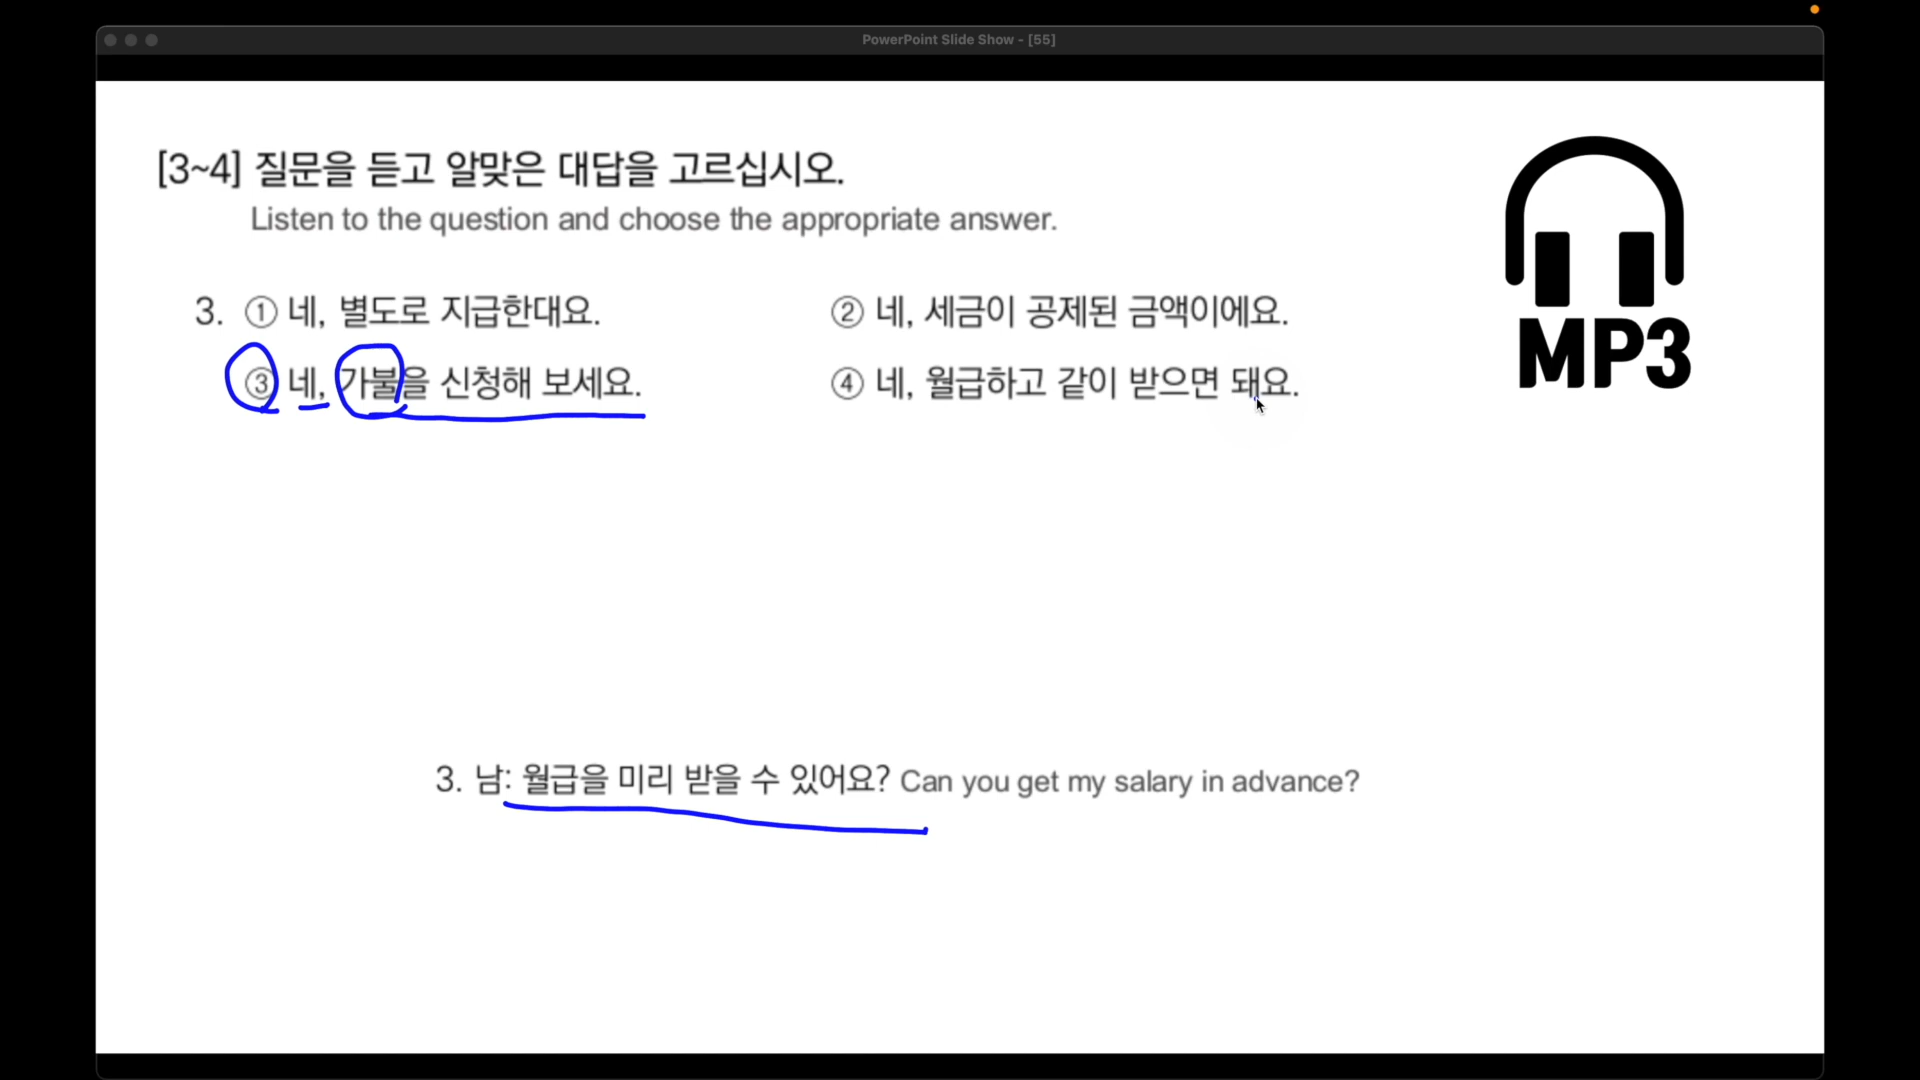 PowerPoint Slide Show - [55]
[3~4] 질문을 듣고 알맞은 대답을 고르십시오.
Listen to the question and choose the appropriate answer.
3. ① 네, 별도로 지급한대요. ② 네, 세금이 공제된 금액이에요.
③ 네, 가불을 신청해 보세요. ④ 네, 월급하고 같이 받으면 돼요.
MP3
3. 남: 월급을 미리 받을 수 있어요? Can you get my salary in advance?